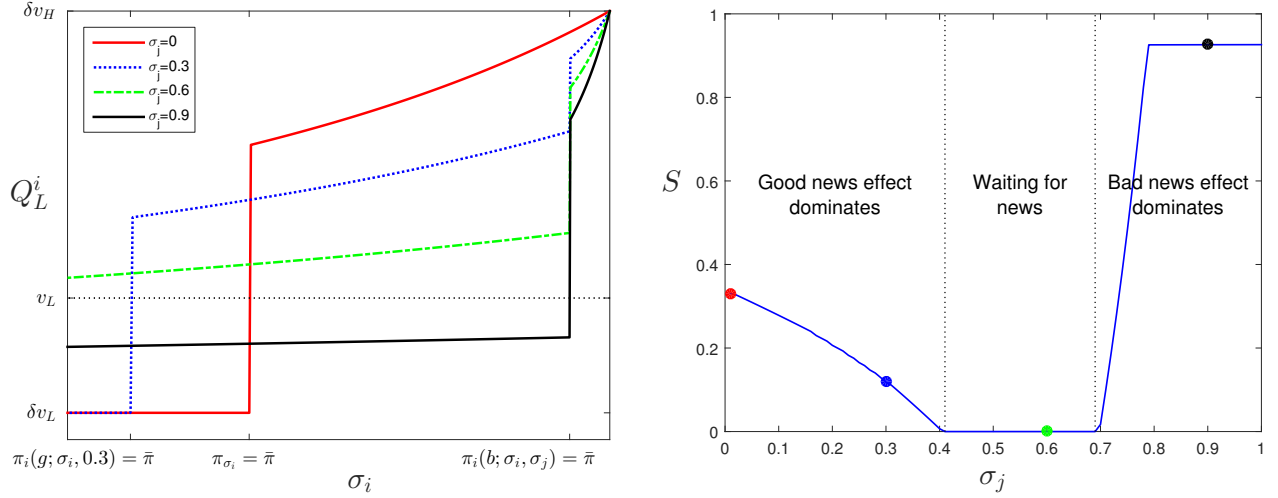 δv_H
σ_j=0
σ_j=0.3
σ_j=0.6
σ_j=0.9
Q_L^i
v_L
δv_L
π_i(g; σ_i, 0.3) = π̄
π_{σ_i} = π̄
π_i(b; σ_i, σ_j) = π̄
σ_i
1
0.8
0.6
0.4
0.2
0
S
Good news effect
dominates
Waiting for
news
Bad news effect
dominates
0 0.1 0.2 0.3 0.4 0.5 0.6 0.7 0.8 0.9 1
σ_j